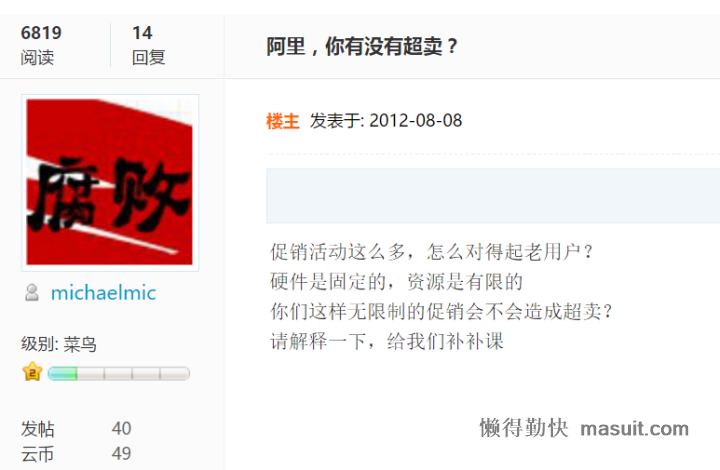 6819 14
阅读 回复
阿里，你有没有超卖？
腐败
michaelmic
级别: 菜鸟
2
发帖 40
云币 49
楼主 发表于: 2012-08-08
促销活动这么多，怎么对得起老用户？
硬件是固定的，资源是有限的
你们这样无限制的促销会不会造成超卖？
请解释一下，给我们补补课
懒得勤快 masuit.com